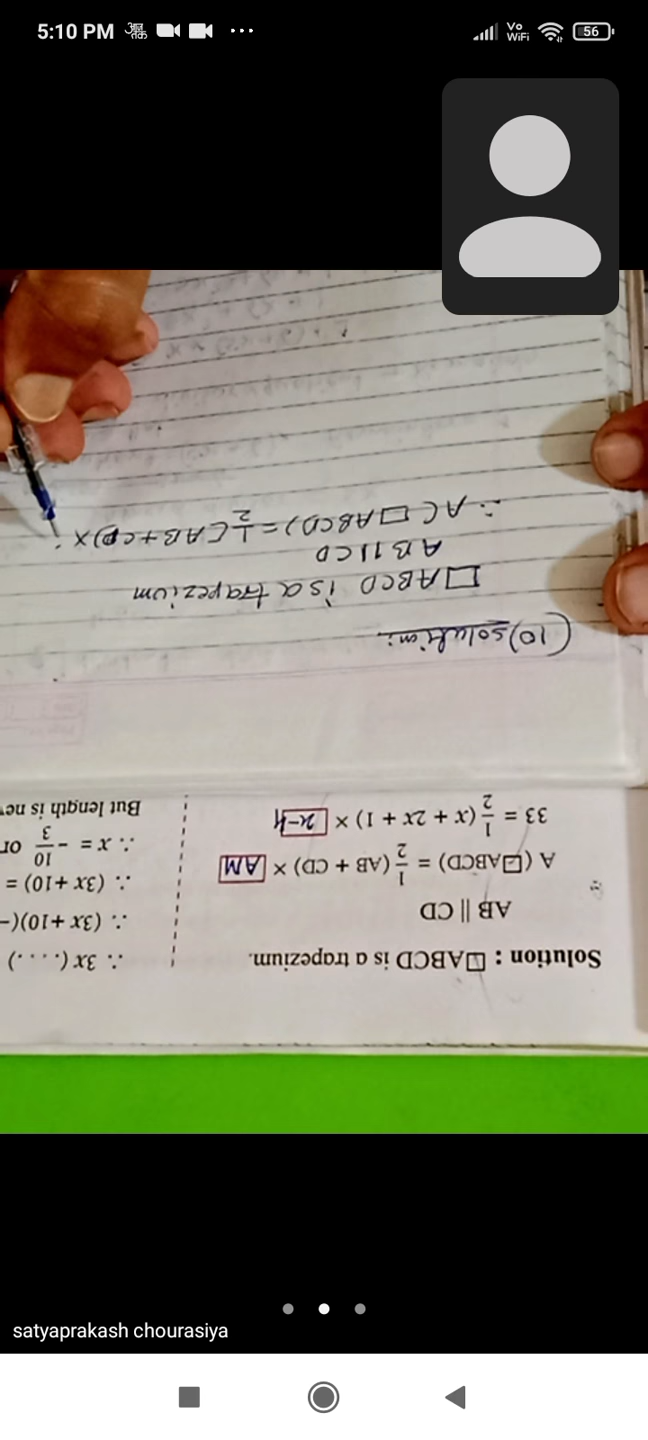 5:10 PM
Vo
WiFi
56
Solution : □ABCD is a trapezium.
AB || CD
A (□ABCD) = 1/2 (AB + CD) × AM
33 = 1/2 (x + 2x + 1) × x-4
∴ 3x (. . . .)
∴ (3x +10)(-
∴ (3x +10) =
∴ x = - 10/3 or
But length is ne
(10) solution:
□ABCD is a trapezium
AB || CD
∴ A(□ABCD) = 1/2 (AB+CD) ×
satyaprakash chourasiya